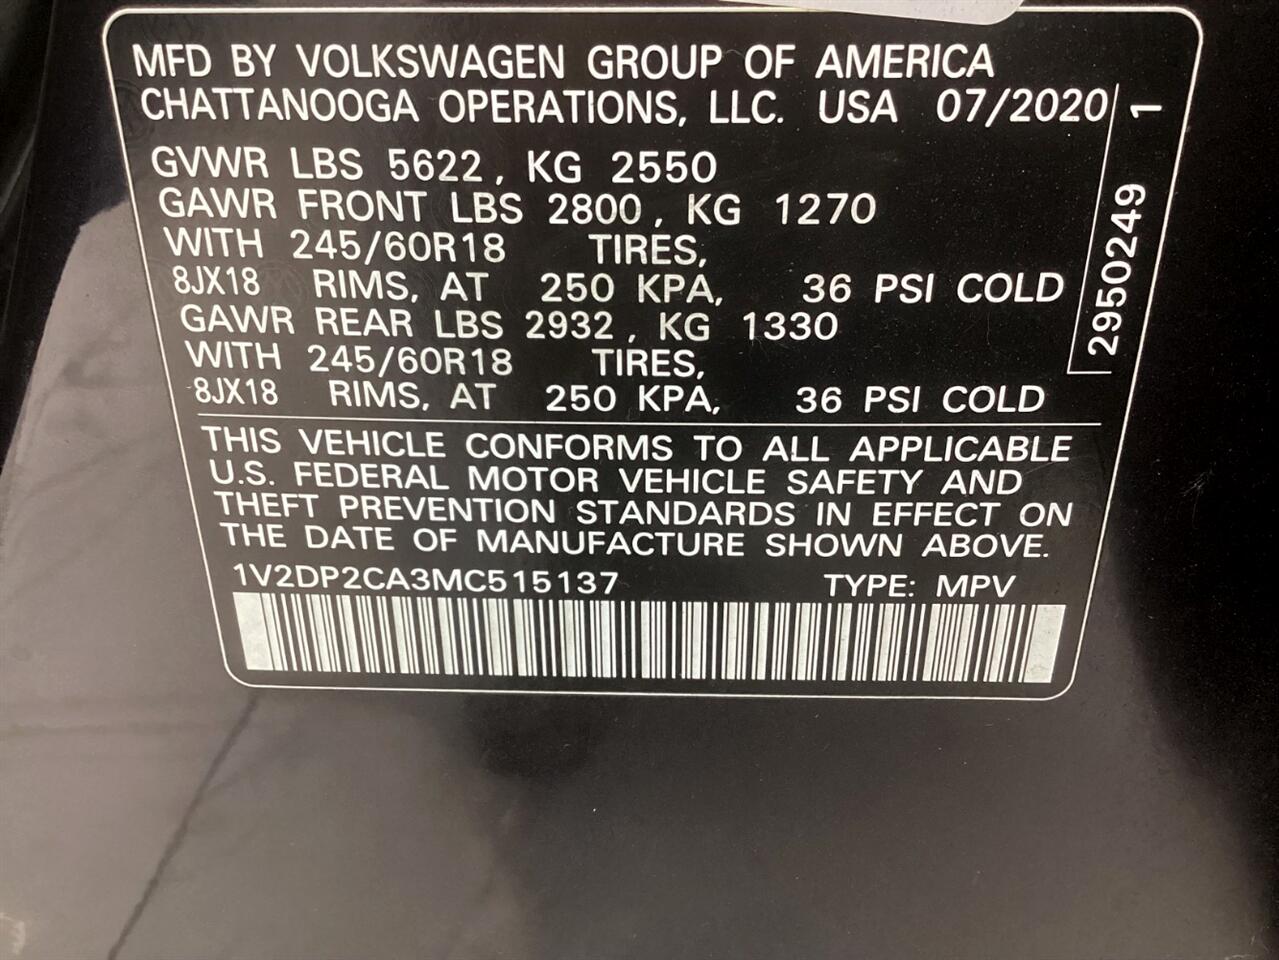 MFD BY VOLKSWAGEN GROUP OF AMERICA
CHATTANOOGA OPERATIONS, LLC. USA 07/2020
GVWR LBS 5622, KG 2550
GAWR FRONT LBS 2800, KG 1270
WITH 245/60R18 TIRES,
8JX18 RIMS, AT 250 KPA, 36 PSI COLD
GAWR REAR LBS 2932, KG 1330
WITH 245/60R18 TIRES,
8JX18 RIMS, AT 250 KPA, 36 PSI COLD
2950249 1
THIS VEHICLE CONFORMS TO ALL APPLICABLE
U.S. FEDERAL MOTOR VEHICLE SAFETY AND
THEFT PREVENTION STANDARDS IN EFFECT ON
THE DATE OF MANUFACTURE SHOWN ABOVE.
1V2DP2CA3MC515137 TYPE: MPV